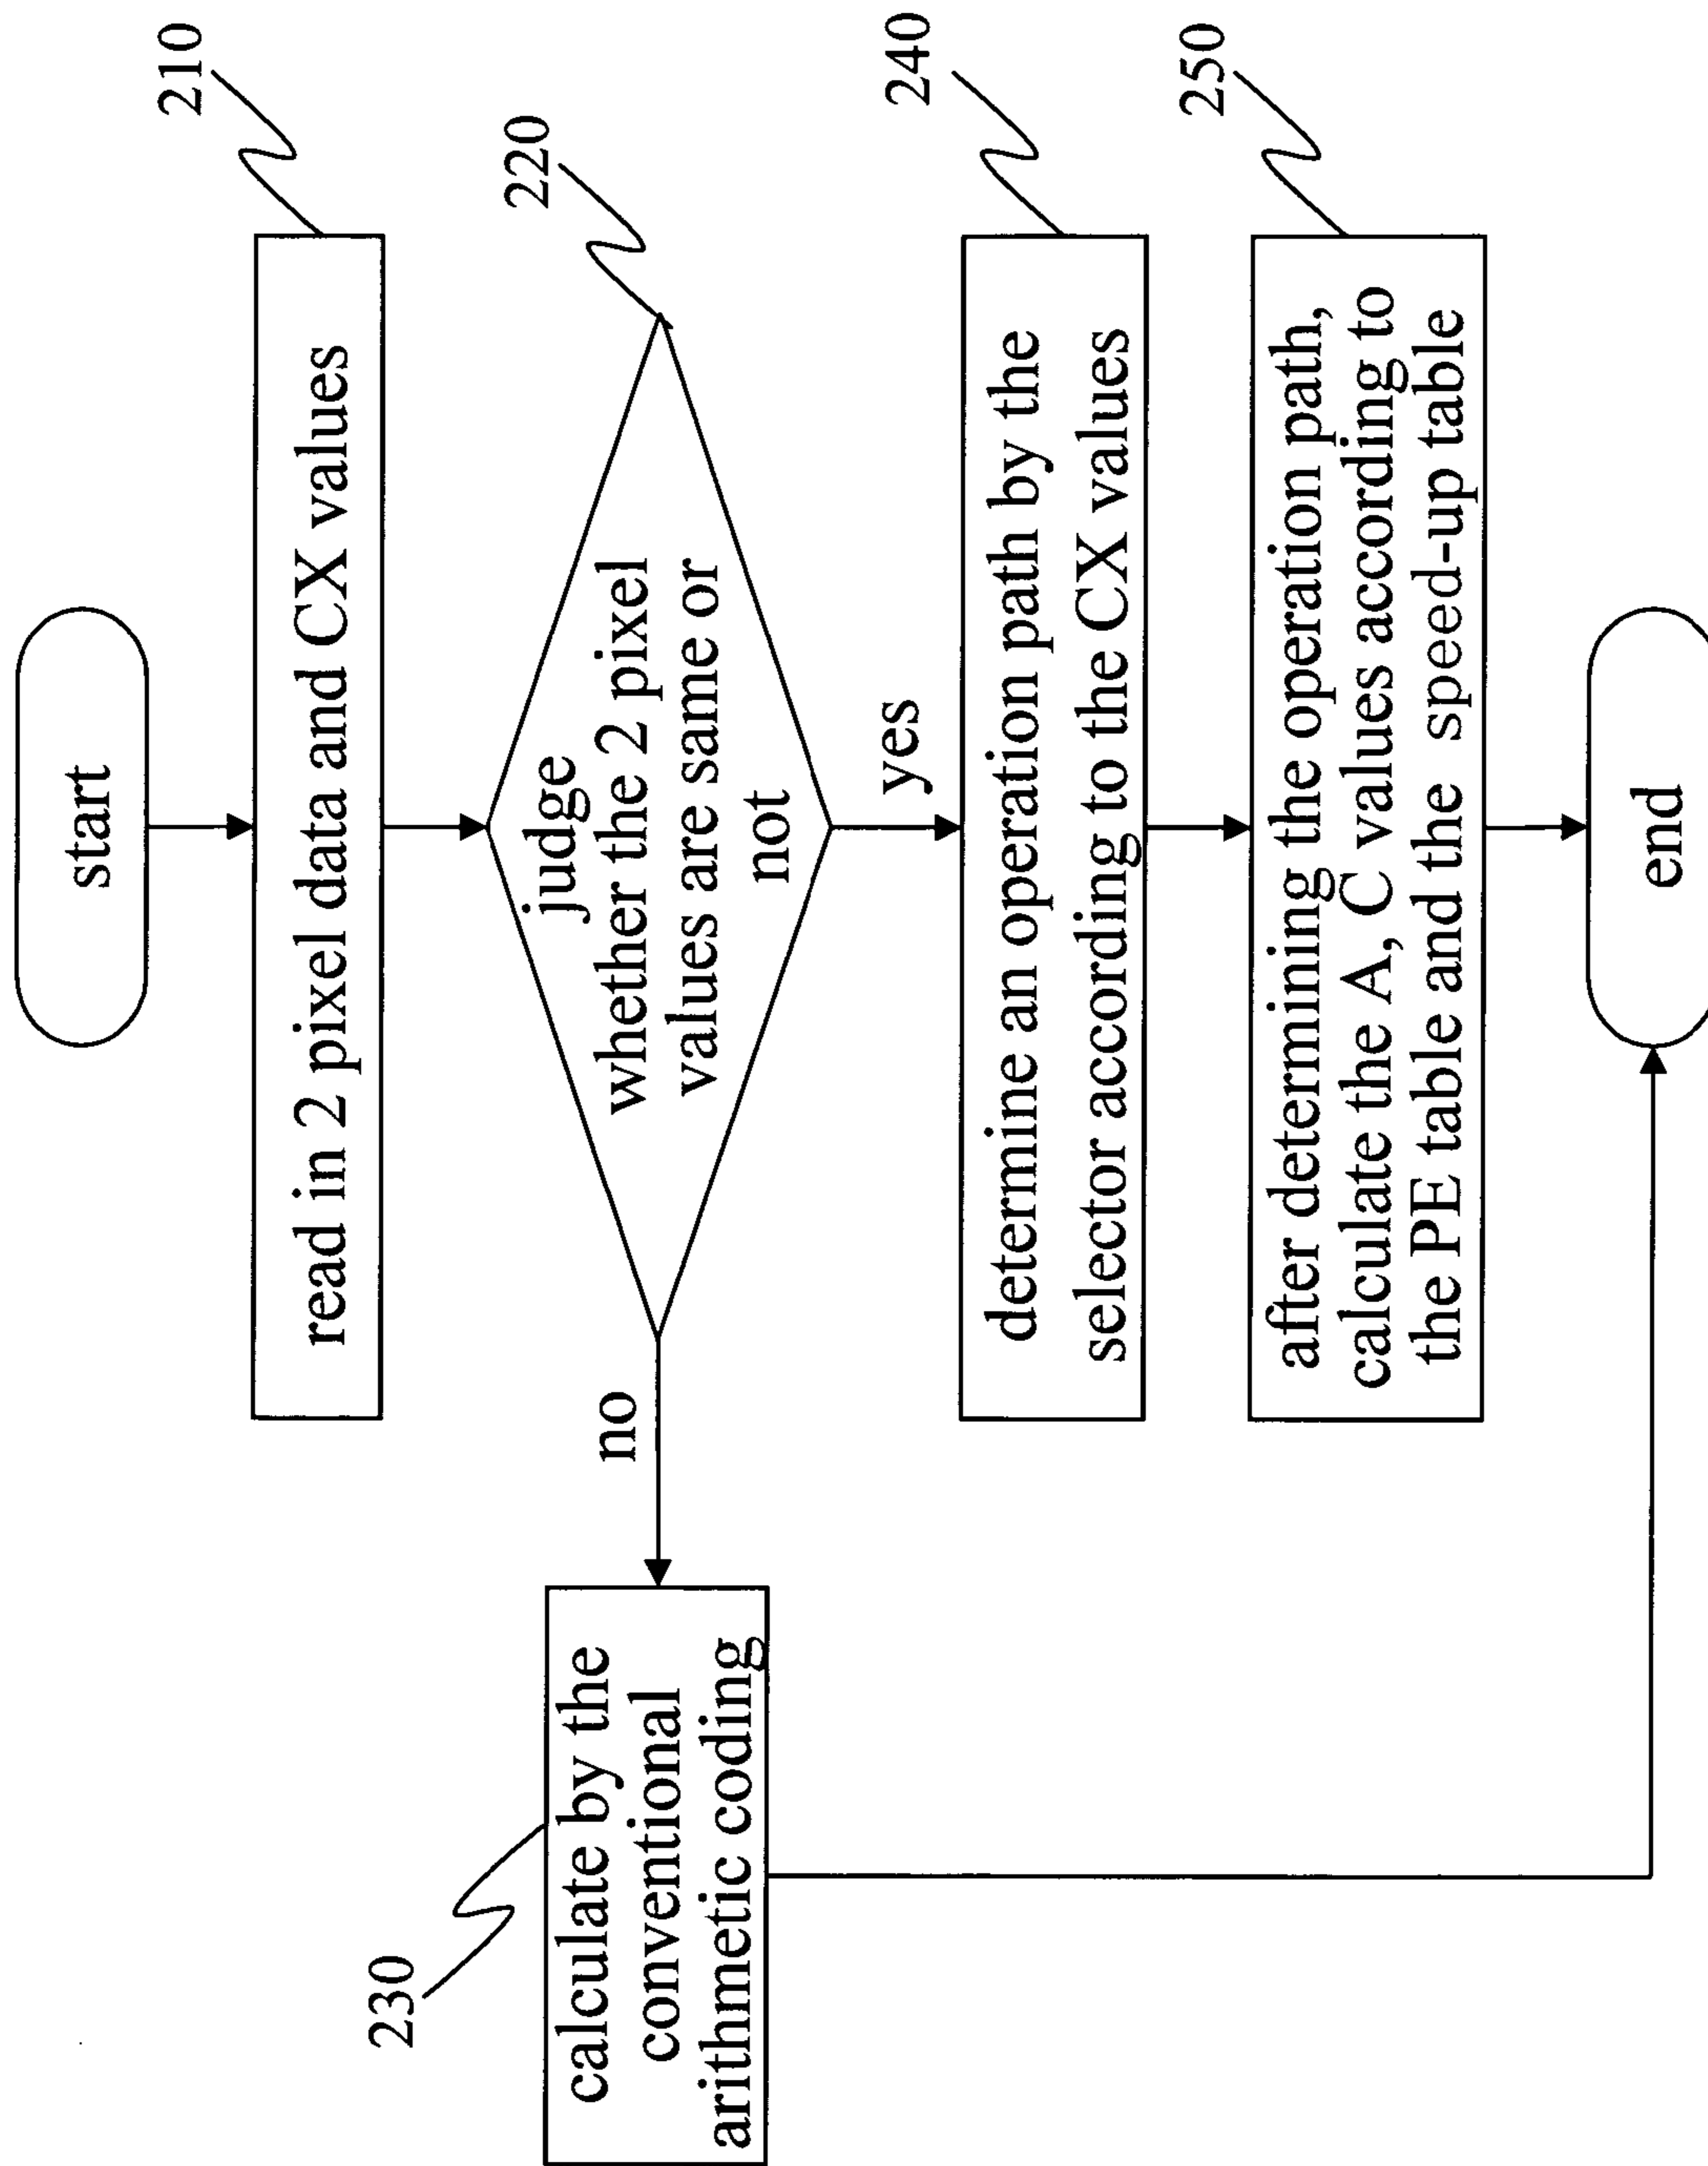 start
210
read in 2 pixel data and CX values
220
judge
whether the 2 pixel
values are same or
not
no
yes
230
calculate by the
conventional
arithmetic coding
240
determine an operation path by the
selector according to the CX values
250
after determining the operation path,
calculate the A, C values according to
the PE table and the speed-up table
end